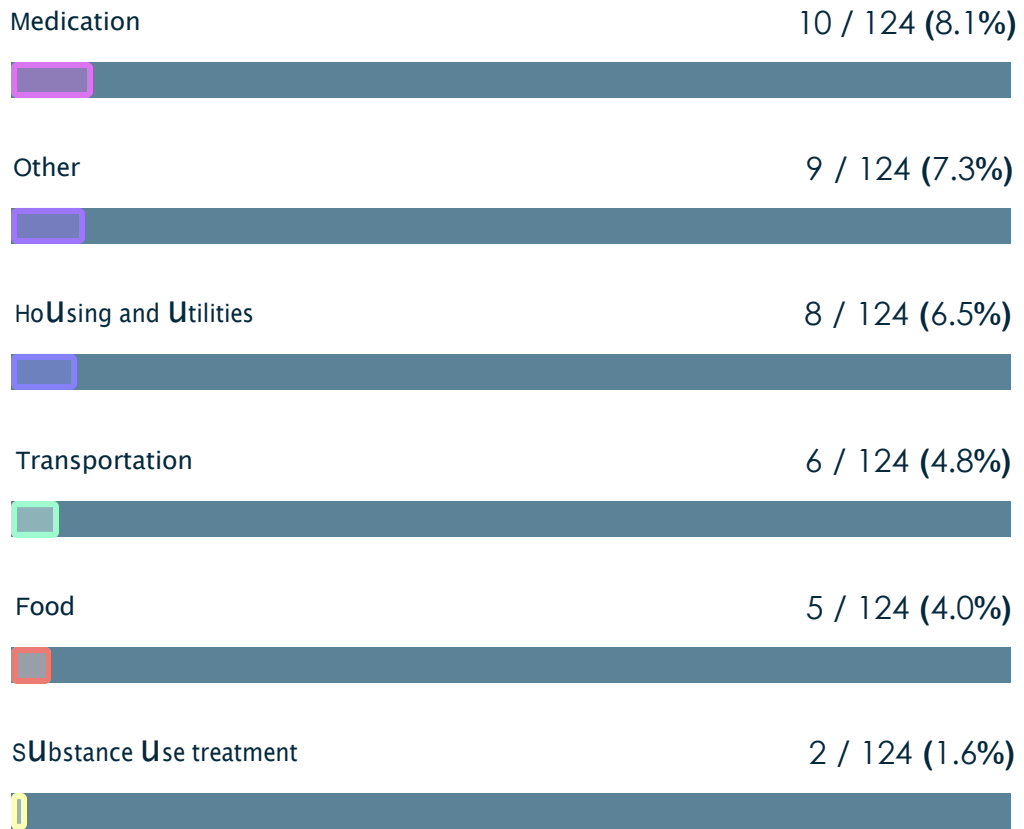 Medication 10 / 124 (8.1%)
Other 9 / 124 (7.3%)
Housing and utilities 8 / 124 (6.5%)
Transportation 6 / 124 (4.8%)
Food 5 / 124 (4.0%)
Substance use treatment 2 / 124 (1.6%)